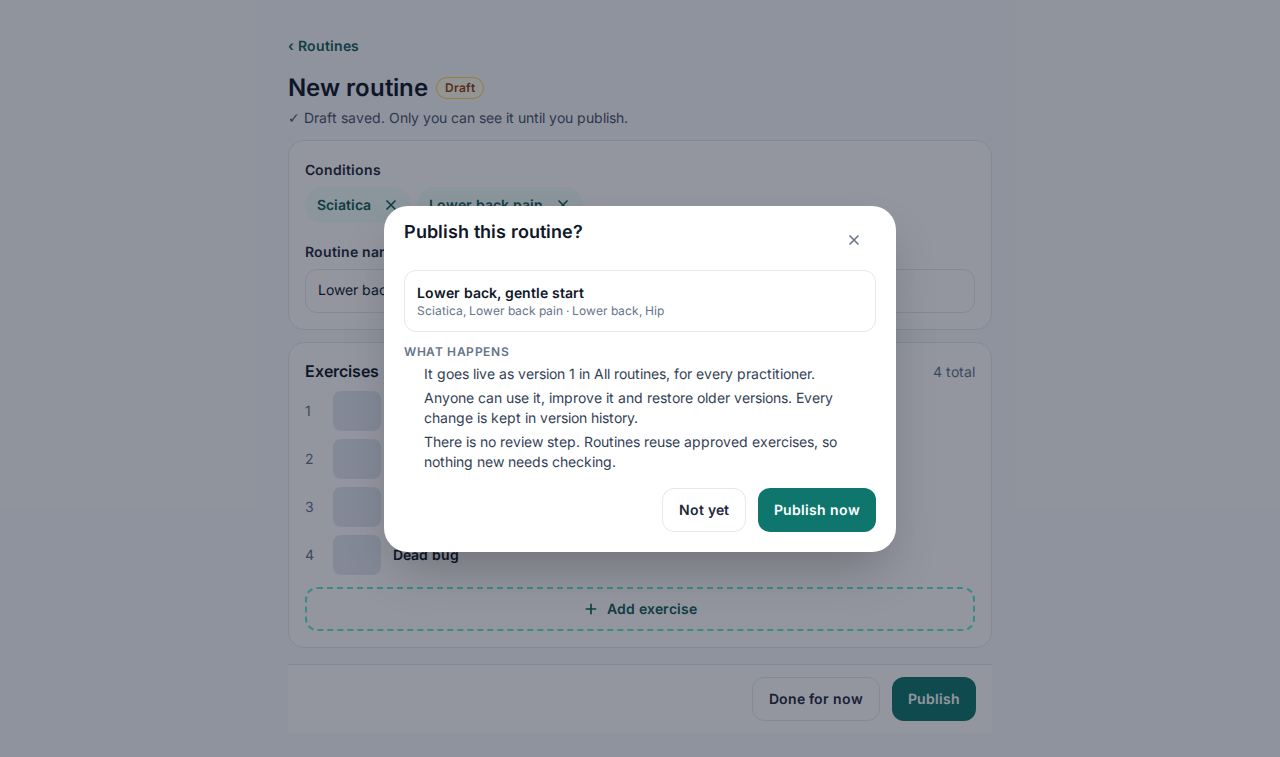 ‹ Routines
New routine
Draft
✓ Draft saved. Only you can see it until you publish.
Conditions
Sciatica ✕
Lower back pain ✕
Publish this routine?
✕
Routine
Lower
Lower back, gentle start
Sciatica, Lower back pain · Lower back, Hip
WHAT HAPPENS
It goes live as version 1 in All routines, for every practitioner.
Anyone can use it, improve it and restore older versions. Every
change is kept in version history.
There is no review step. Routines reuse approved exercises, so
nothing new needs checking.
Not yet
Publish now
Exercises
4 total
1
2
3
4
Dead bug
+ Add exercise
Done for now
Publish